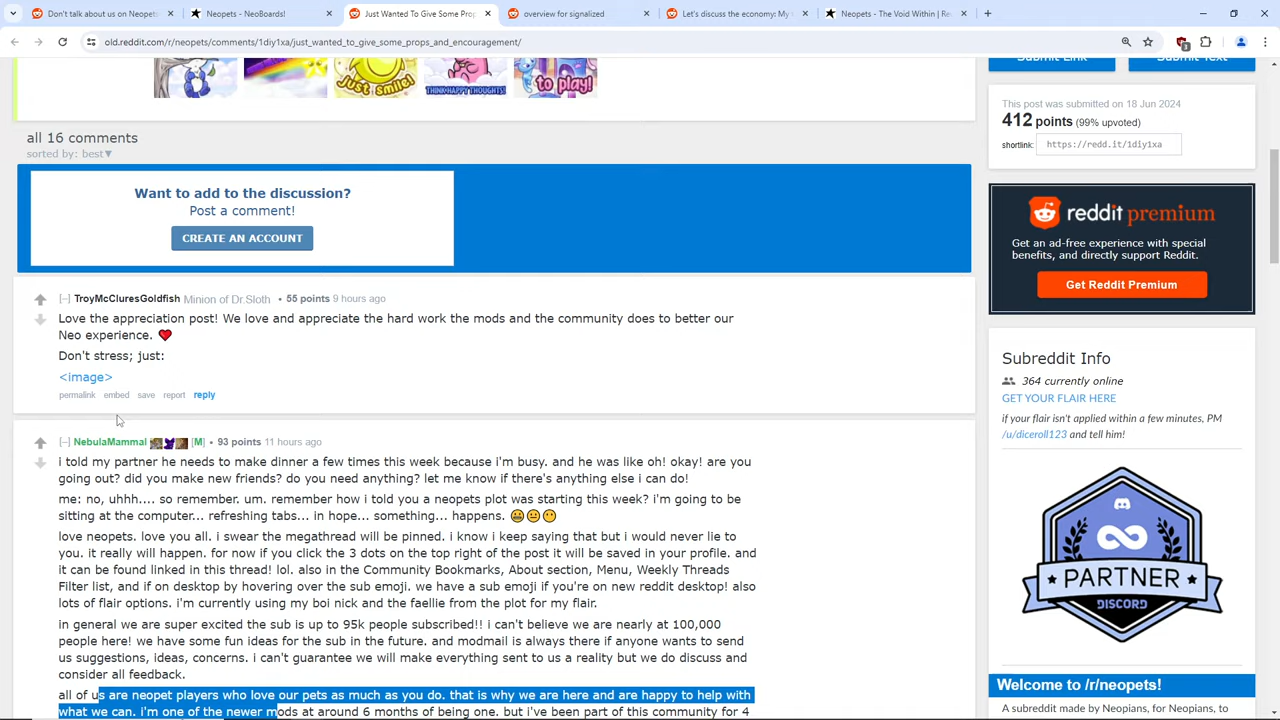 Don't talk about us on Neopets
Neopets - NeoBoards!
Just Wanted To Give Some Prop
overview for signalized
Let's discuss the economy: My t
Neopets - The Void Within | Re
old.reddit.com/r/neopets/comments/1diy1xa/just_wanted_to_give_some_props_and_encouragement/
3
Just Smile!
THINK HAPPY THOUGHTS!
to play!
Submit Link
Submit Text
all 16 comments
sorted by: best▼
Want to add to the discussion?
Post a comment!
CREATE AN ACCOUNT
This post was submitted on 18 Jun 2024
412 points (99% upvoted)
shortlink: https://redd.it/1diy1xa
reddit premium
Get an ad-free experience with special
benefits, and directly support Reddit.
Get Reddit Premium
[–] TroyMcCluresGoldfish Minion of Dr.Sloth • 55 points 9 hours ago
Love the appreciation post! We love and appreciate the hard work the mods and the community does to better our
Neo experience. ❤️
Don't stress; just:
<image>
permalink embed save report reply
[–] NebulaMammal [M] • 93 points 11 hours ago
i told my partner he needs to make dinner a few times this week because i'm busy. and he was like oh! okay! are you
going out? did you make new friends? do you need anything? let me know if there's anything else i can do!
me: no, uhhh.... so remember. um. remember how i told you a neopets plot was starting this week? i'm going to be
sitting at the computer... refreshing tabs... in hope... something... happens. 😬😐😶
love neopets. love you all. i swear the megathread will be pinned. i know i keep saying that but i would never lie to
you. it really will happen. for now if you click the 3 dots on the top right of the post it will be saved in your profile. and
it can be found linked in this thread! lol. also in the Community Bookmarks, About section, Menu, Weekly Threads
Filter list, and if on desktop by hovering over the sub emoji. we have a sub emoji if you're on new reddit desktop! also
lots of flair options. i'm currently using my boi nick and the faellie from the plot for my flair.
in general we are super excited the sub is up to 95k people subscribed!! i can't believe we are nearly at 100,000
people here! we have some fun ideas for the sub in the future. and modmail is always there if anyone wants to send
us suggestions, ideas, concerns. i can't guarantee we will make everything sent to us a reality but we do discuss and
consider all feedback.
all of us are neopet players who love our pets as much as you do. that is why we are here and are happy to help with
what we can. i'm one of the newer mods at around 6 months of being one. but i've been part of this community for 4
Subreddit Info
364 currently online
GET YOUR FLAIR HERE
if your flair isn't applied within a few minutes, PM
/u/diceroll123 and tell him!
PARTNER
DISCORD
Welcome to /r/neopets!
A subreddit made by Neopians, for Neopians, to